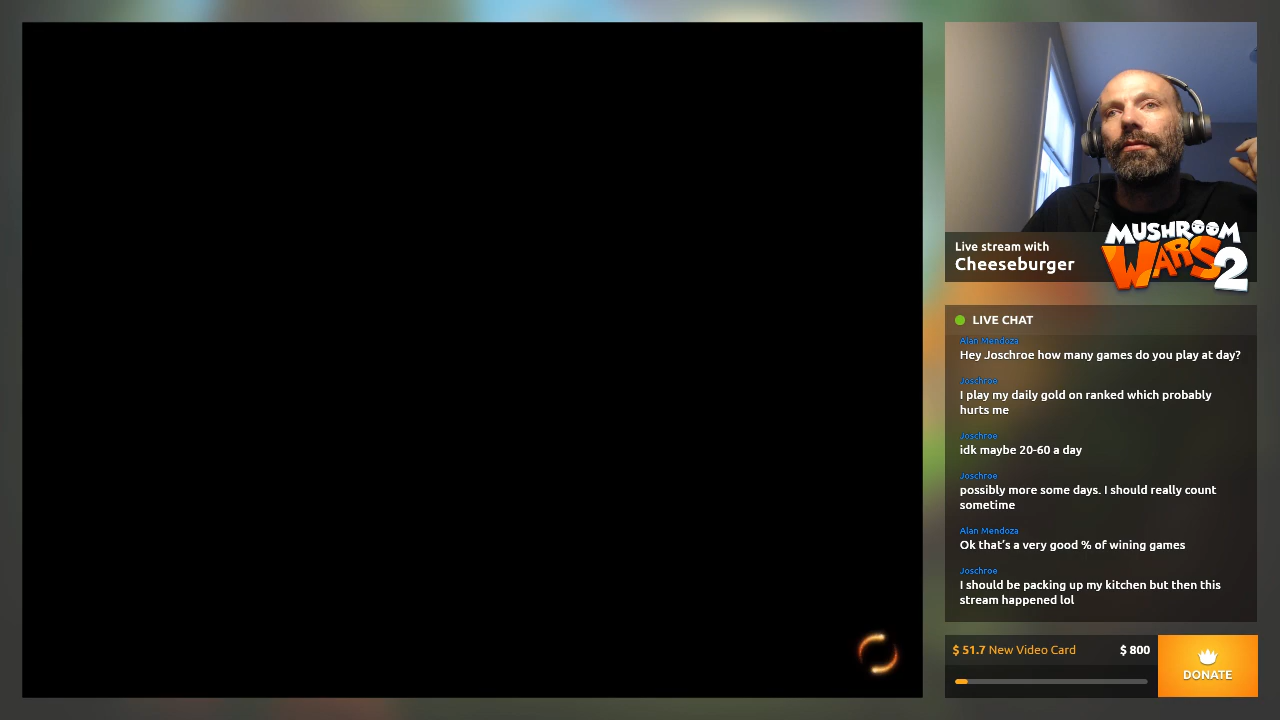 MUSHROOM
WARS 2
Live stream with
Cheeseburger
LIVE CHAT
Alan Mendoza
Hey Joschroe how many games do you play at day?
Joschroe
I play my daily gold on ranked which probably
hurts me
Joschroe
idk maybe 20-60 a day
Joschroe
possibly more some days. I should really count
sometime
Alan Mendoza
Ok that's a very good % of wining games
Joschroe
I should be packing up my kitchen but then this
stream happened lol
$ 51.7 New Video Card $ 800
DONATE